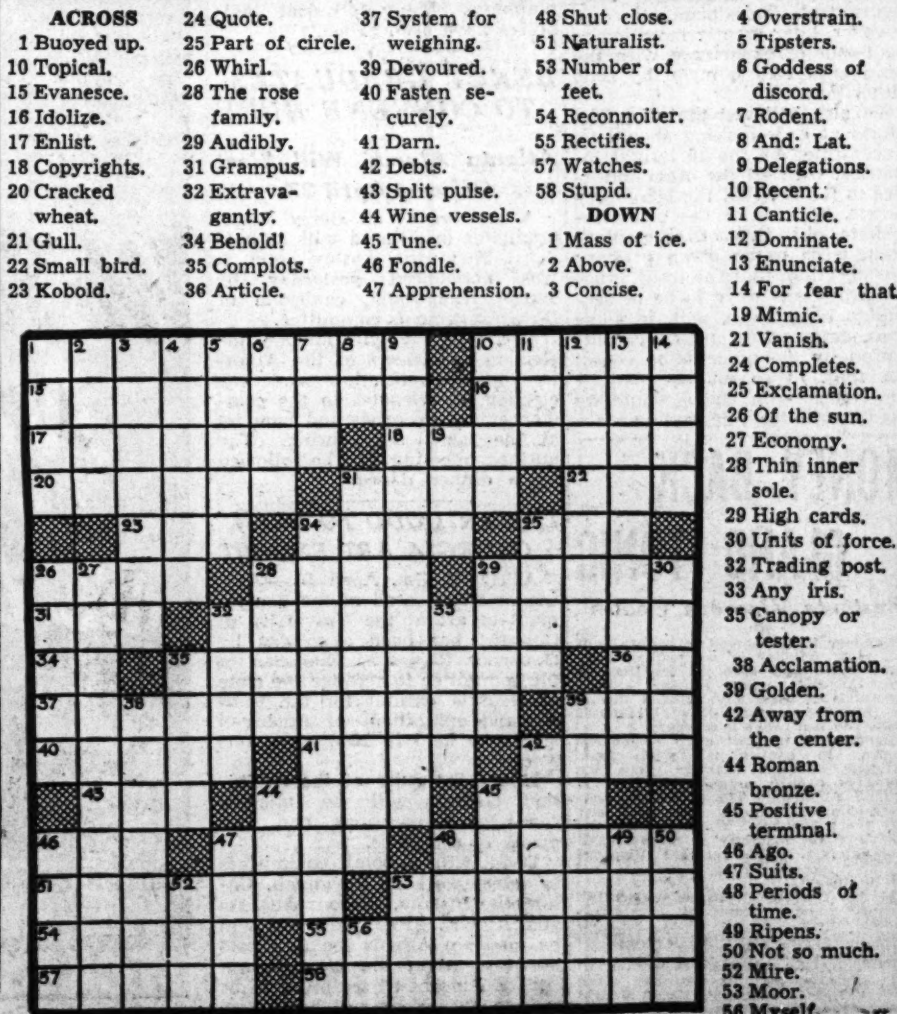 ACROSS
1 Buoyed up.
10 Topical.
15 Evanesce.
16 Idolize.
17 Enlist.
18 Copyrights.
20 Cracked
wheat.
21 Gull.
22 Small bird.
23 Kobold.
24 Quote.
25 Part of circle.
26 Whirl.
28 The rose
family.
29 Audibly.
31 Grampus.
32 Extrava-
gantly.
34 Behold!
35 Complots.
36 Article.
37 System for
weighing.
39 Devoured.
40 Fasten se-
curely.
41 Darn.
42 Debts.
43 Split pulse.
44 Wine vessels.
45 Tune.
46 Fondle.
47 Apprehension.
48 Shut close.
51 Naturalist.
53 Number of
feet.
54 Reconnoiter.
55 Rectifies.
57 Watches.
58 Stupid.
DOWN
1 Mass of ice.
2 Above.
3 Concise.
4 Overstrain.
5 Tipsters.
6 Goddess of
discord.
7 Rodent.
8 And: Lat.
9 Delegations.
10 Recent.
11 Canticle.
12 Dominate.
13 Enunciate.
14 For fear that
19 Mimic.
21 Vanish.
24 Completes.
25 Exclamation.
26 Of the sun.
27 Economy.
28 Thin inner
sole.
29 High cards.
30 Units of force.
32 Trading post.
33 Any iris.
35 Canopy or
tester.
38 Acclamation.
39 Golden.
42 Away from
the center.
44 Roman
bronze.
45 Positive
terminal.
46 Ago.
47 Suits.
48 Periods of
time.
49 Ripens.
50 Not so much.
52 Mire.
53 Moor.
56 Myself.
1 2 3 4 5 6 7 8 9 10 11 12 13 14
15 16
17 18 19
20 21 22
23 24 25
26 27 28 29 30
31 32 33
34 35 36
37 38 39
40 41 42
43 44 45
46 47 48 49 50
51 52 53
54 55 56
57 58